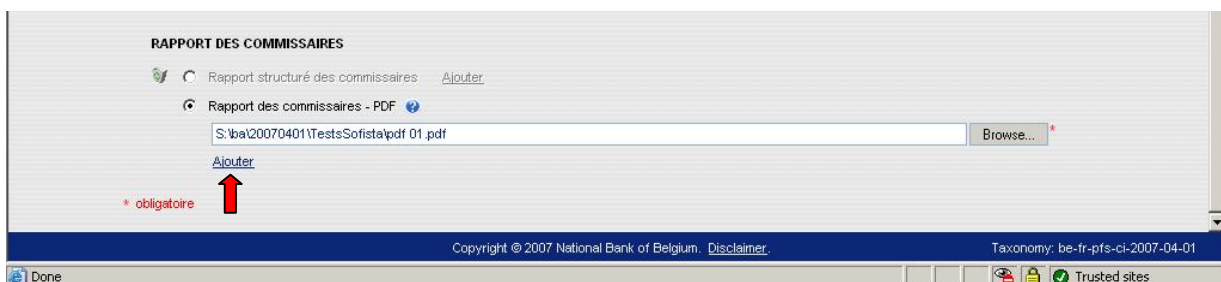 RAPPORT DES COMMISSAIRES
Rapport structuré des commissaires Ajouter
Rapport des commissaires - PDF
S:\ba\20070401\TestsSofista\pdf 01.pdf Browse... *
Ajouter
* obligatoire
Copyright © 2007 National Bank of Belgium. Disclaimer. Taxonomy: be-fr-pfs-ci-2007-04-01
Done Trusted sites